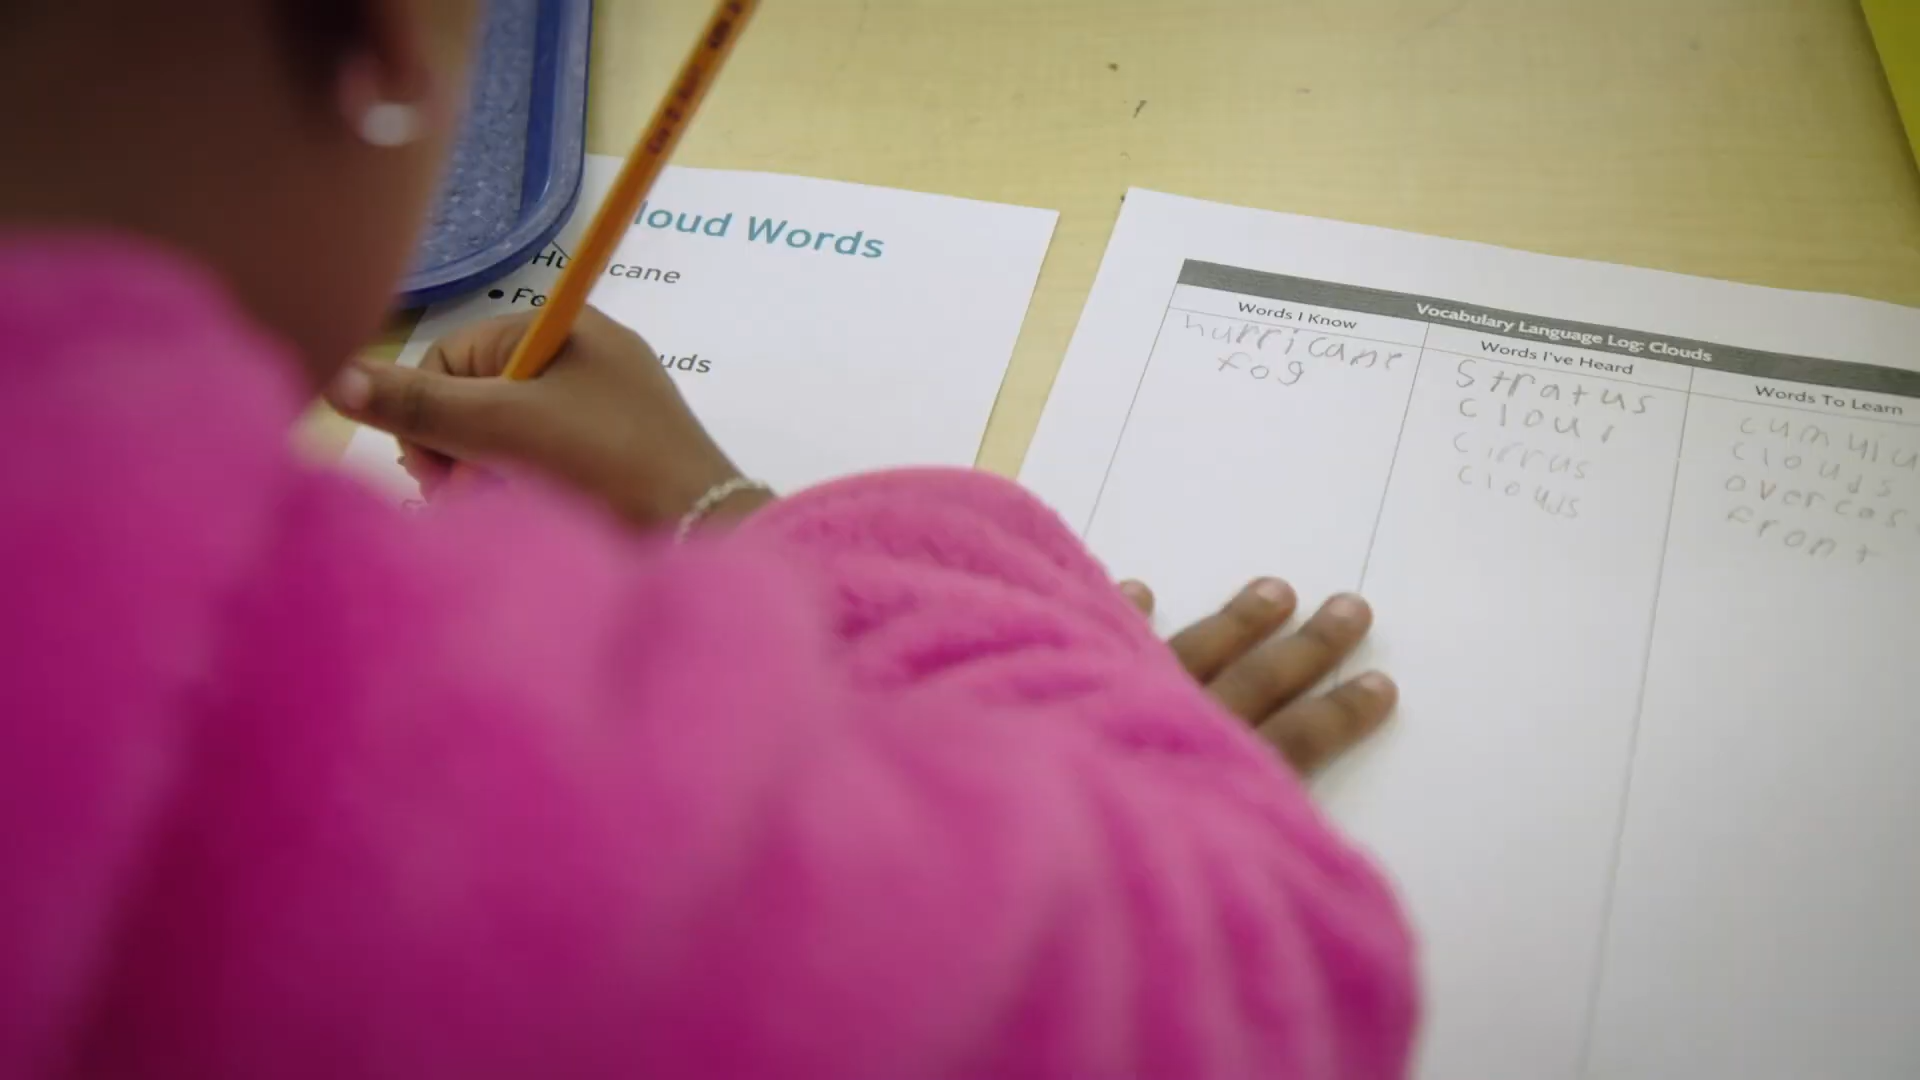 loud Words
Hu cane
• Fo
uds
Vocabulary Language Log: Clouds
Words I Know
Words I've Heard
Words To Learn
hurricane
fog
Stratus
cloud
cirrus
clouds
cumulu
clouds
overcas
front